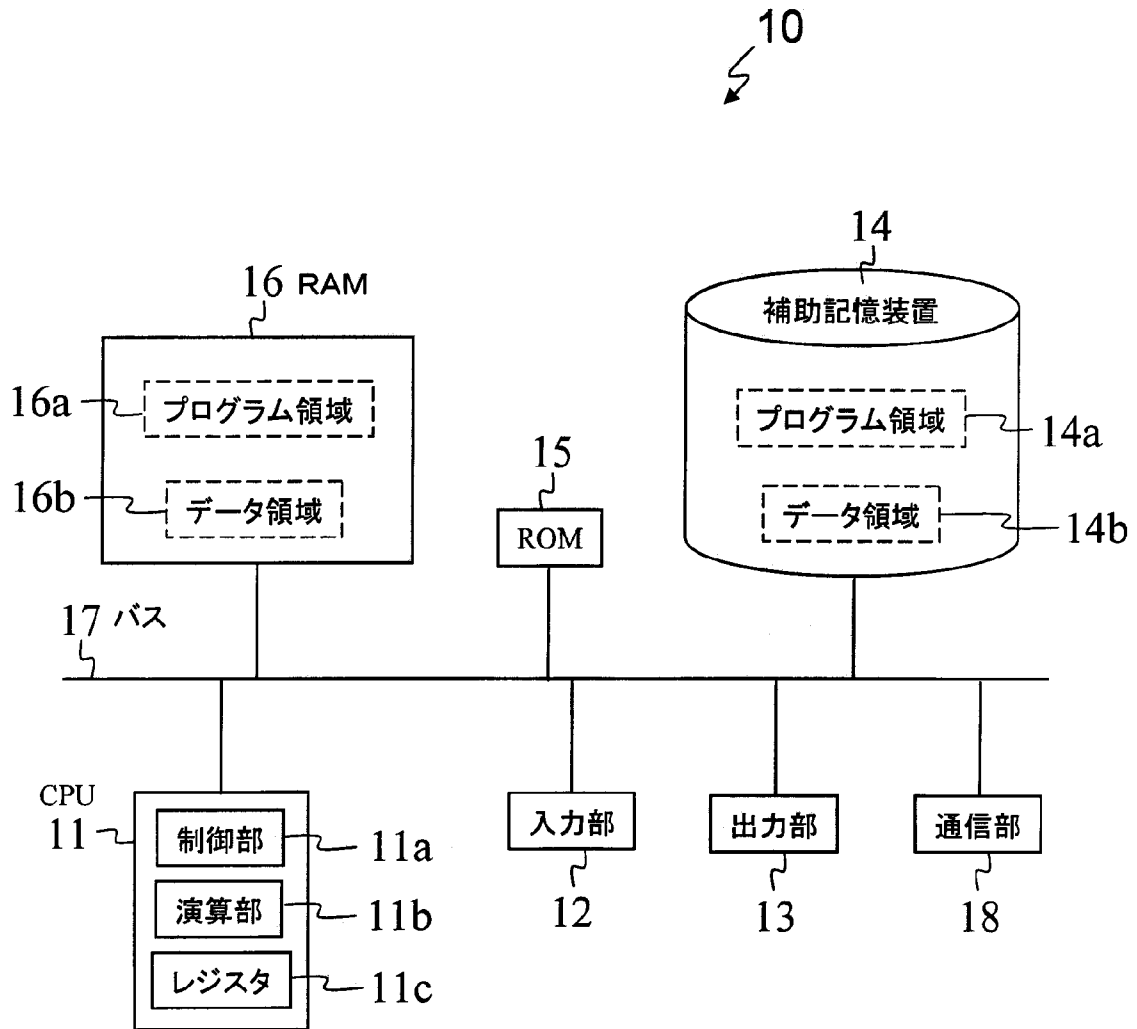 10
14
補助記憶装置
16 RAM
16a
プログラム領域
プログラム領域
14a
15
16b
データ領域
ROM
データ領域
14b
17 バス
CPU
11
制御部
11a
入力部
出力部
通信部
演算部
11b
12
13
18
レジスタ
11c